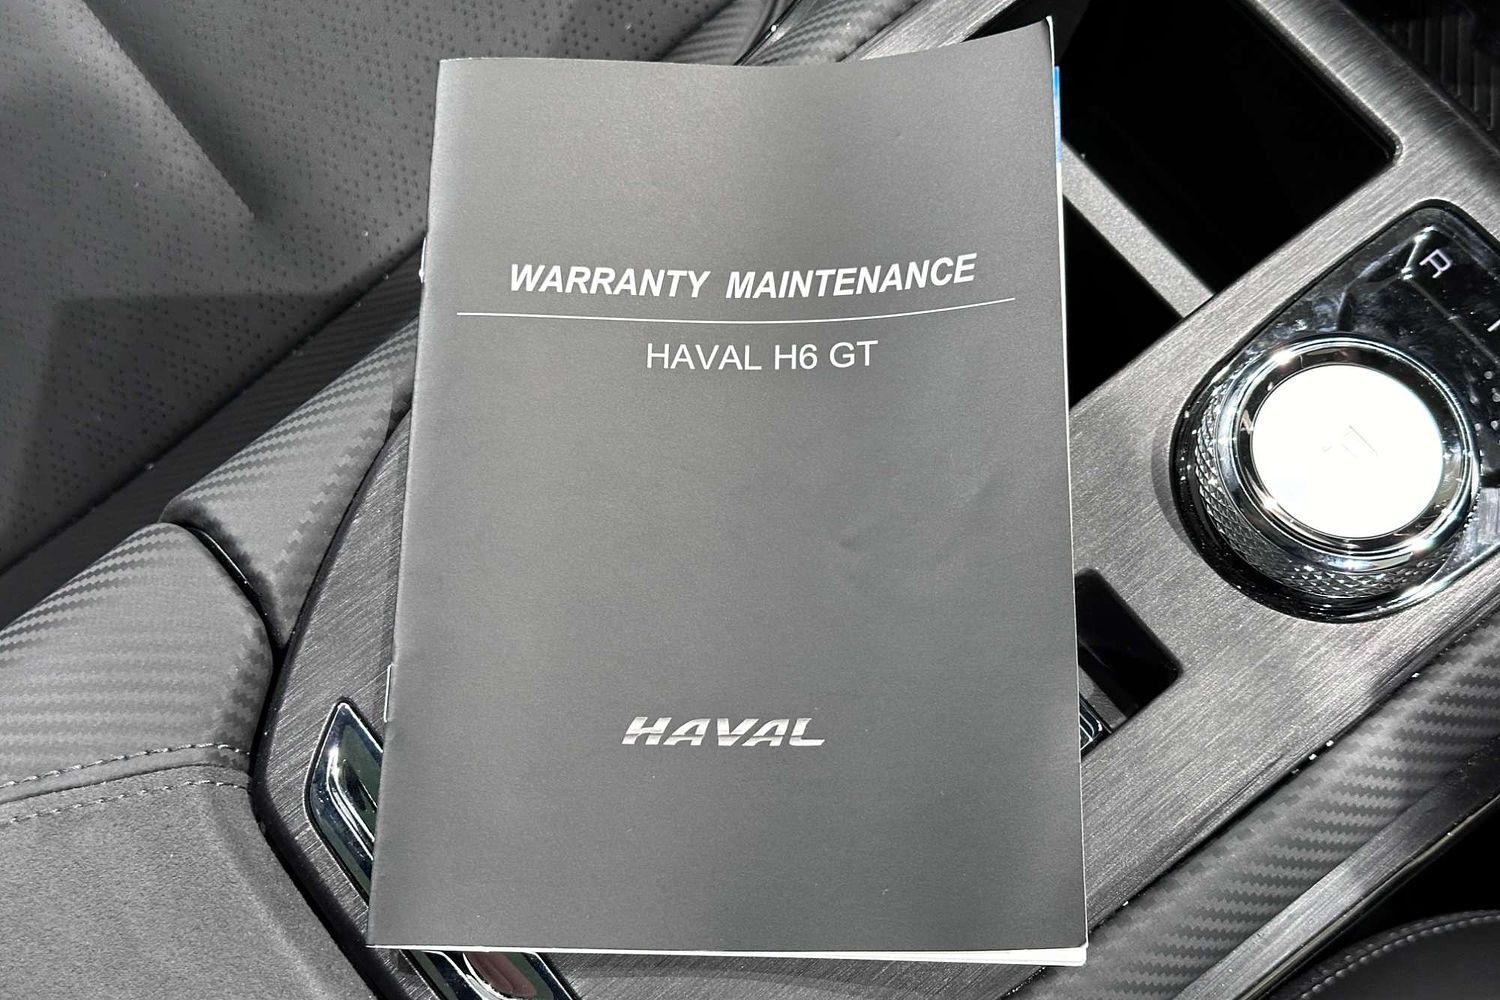 WARRANTY MAINTENANCE
HAVAL H6 GT
HAVAL
R